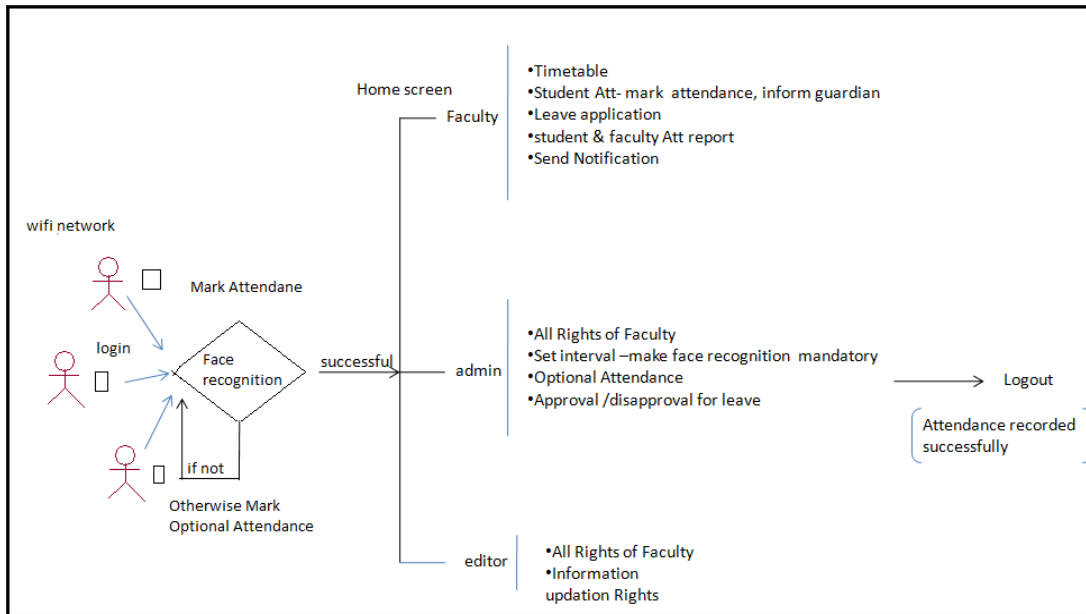 Home screen
Faculty
•Timetable
•Student Att- mark attendance, inform guardian
•Leave application
•student & faculty Att report
•Send Notification
wifi network
Mark Attendane
login
Face
recognition
successful
if not
Otherwise Mark
Optional Attendance
admin
•All Rights of Faculty
•Set interval –make face recognition mandatory
•Optional Attendance
•Approval /disapproval for leave
Logout
Attendance recorded
successfully
editor
•All Rights of Faculty
•Information
updation Rights